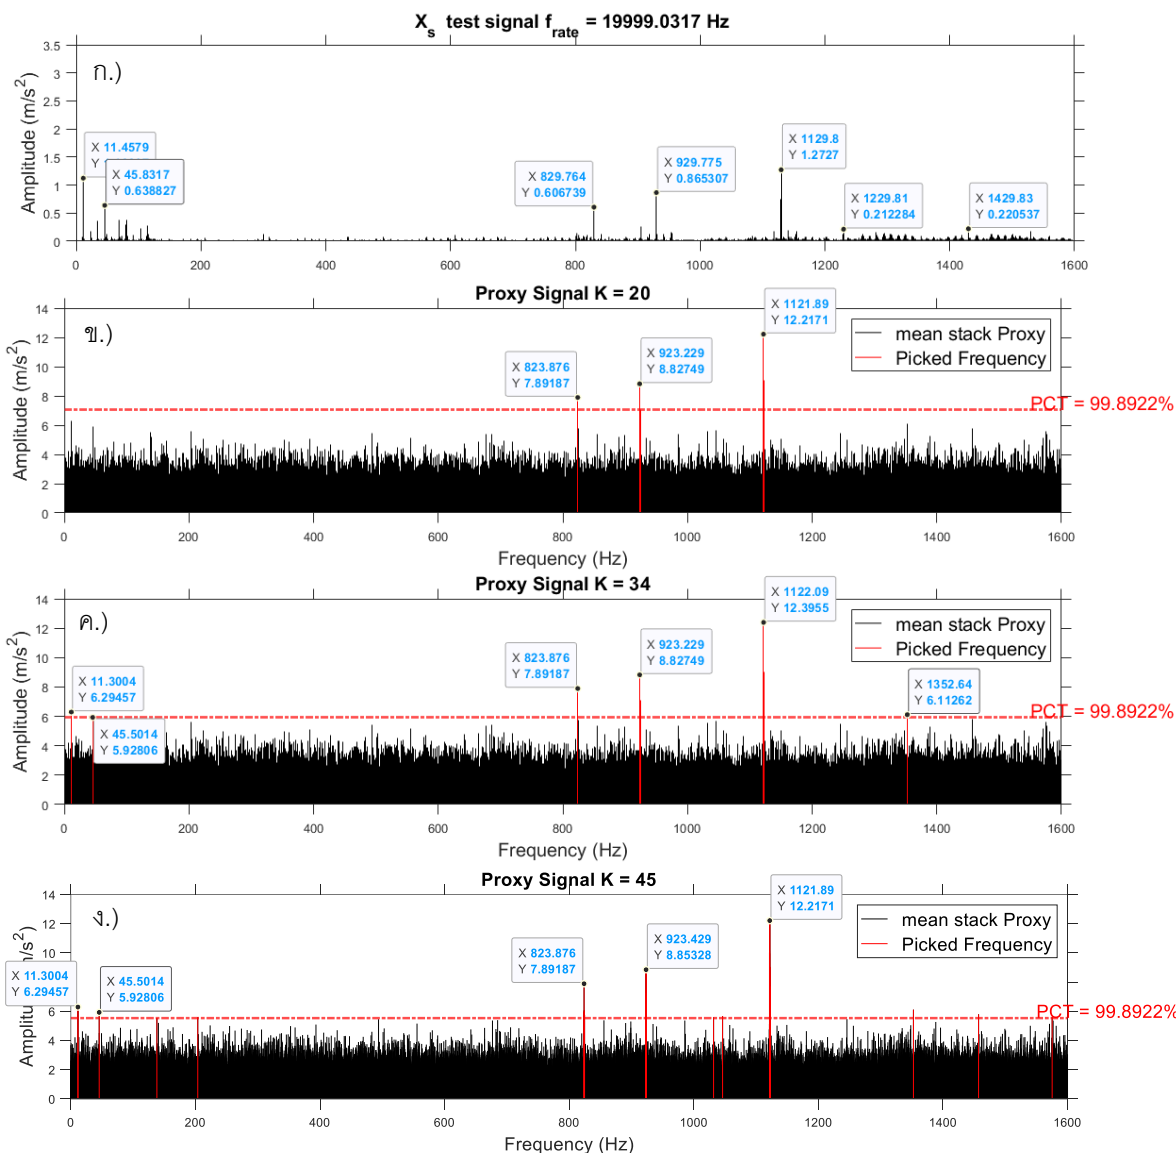 X_s test signal f_rate = 19999.0317 Hz
ก.)
Amplitude (m/s^2)
3.5
3
2.5
2
1.5
1
0.5
0
X 11.4579
Y
X 45.8317
Y 0.638827
X 829.764
Y 0.606739
X 929.775
Y 0.865307
X 1129.8
Y 1.2727
X 1229.81
Y 0.212284
X 1429.83
Y 0.220537
0 200 400 600 800 1000 1200 1400 1600
Proxy Signal K = 20
ข.)
Amplitude (m/s^2)
14
12
10
8
6
4
2
0
X 823.876
Y 7.89187
X 923.229
Y 8.82749
X 1121.89
Y 12.2171
mean stack Proxy
Picked Frequency
PCT = 99.8922%
0 200 400 600 800 1000 1200 1400 1600
Frequency (Hz)
Proxy Signal K = 34
ค.)
Amplitude (m/s^2)
14
12
10
8
6
4
2
0
X 11.3004
Y 6.29457
X 45.5014
Y 5.92806
X 823.876
Y 7.89187
X 923.229
Y 8.82749
X 1122.09
Y 12.3955
X 1352.64
Y 6.11262
mean stack Proxy
Picked Frequency
PCT = 99.8922%
0 200 400 600 800 1000 1200 1400 1600
Frequency (Hz)
Proxy Signal K = 45
ง.)
Amplitu m/s^2)
14
12
10
6
4
2
0
X 11.3004
Y 6.29457
X 45.5014
Y 5.92806
X 823.876
Y 7.89187
X 923.429
Y 8.85328
X 1121.89
Y 12.2171
mean stack Proxy
Picked Frequency
PCT = 99.8922%
0 200 400 600 800 1000 1200 1400 1600
Frequency (Hz)